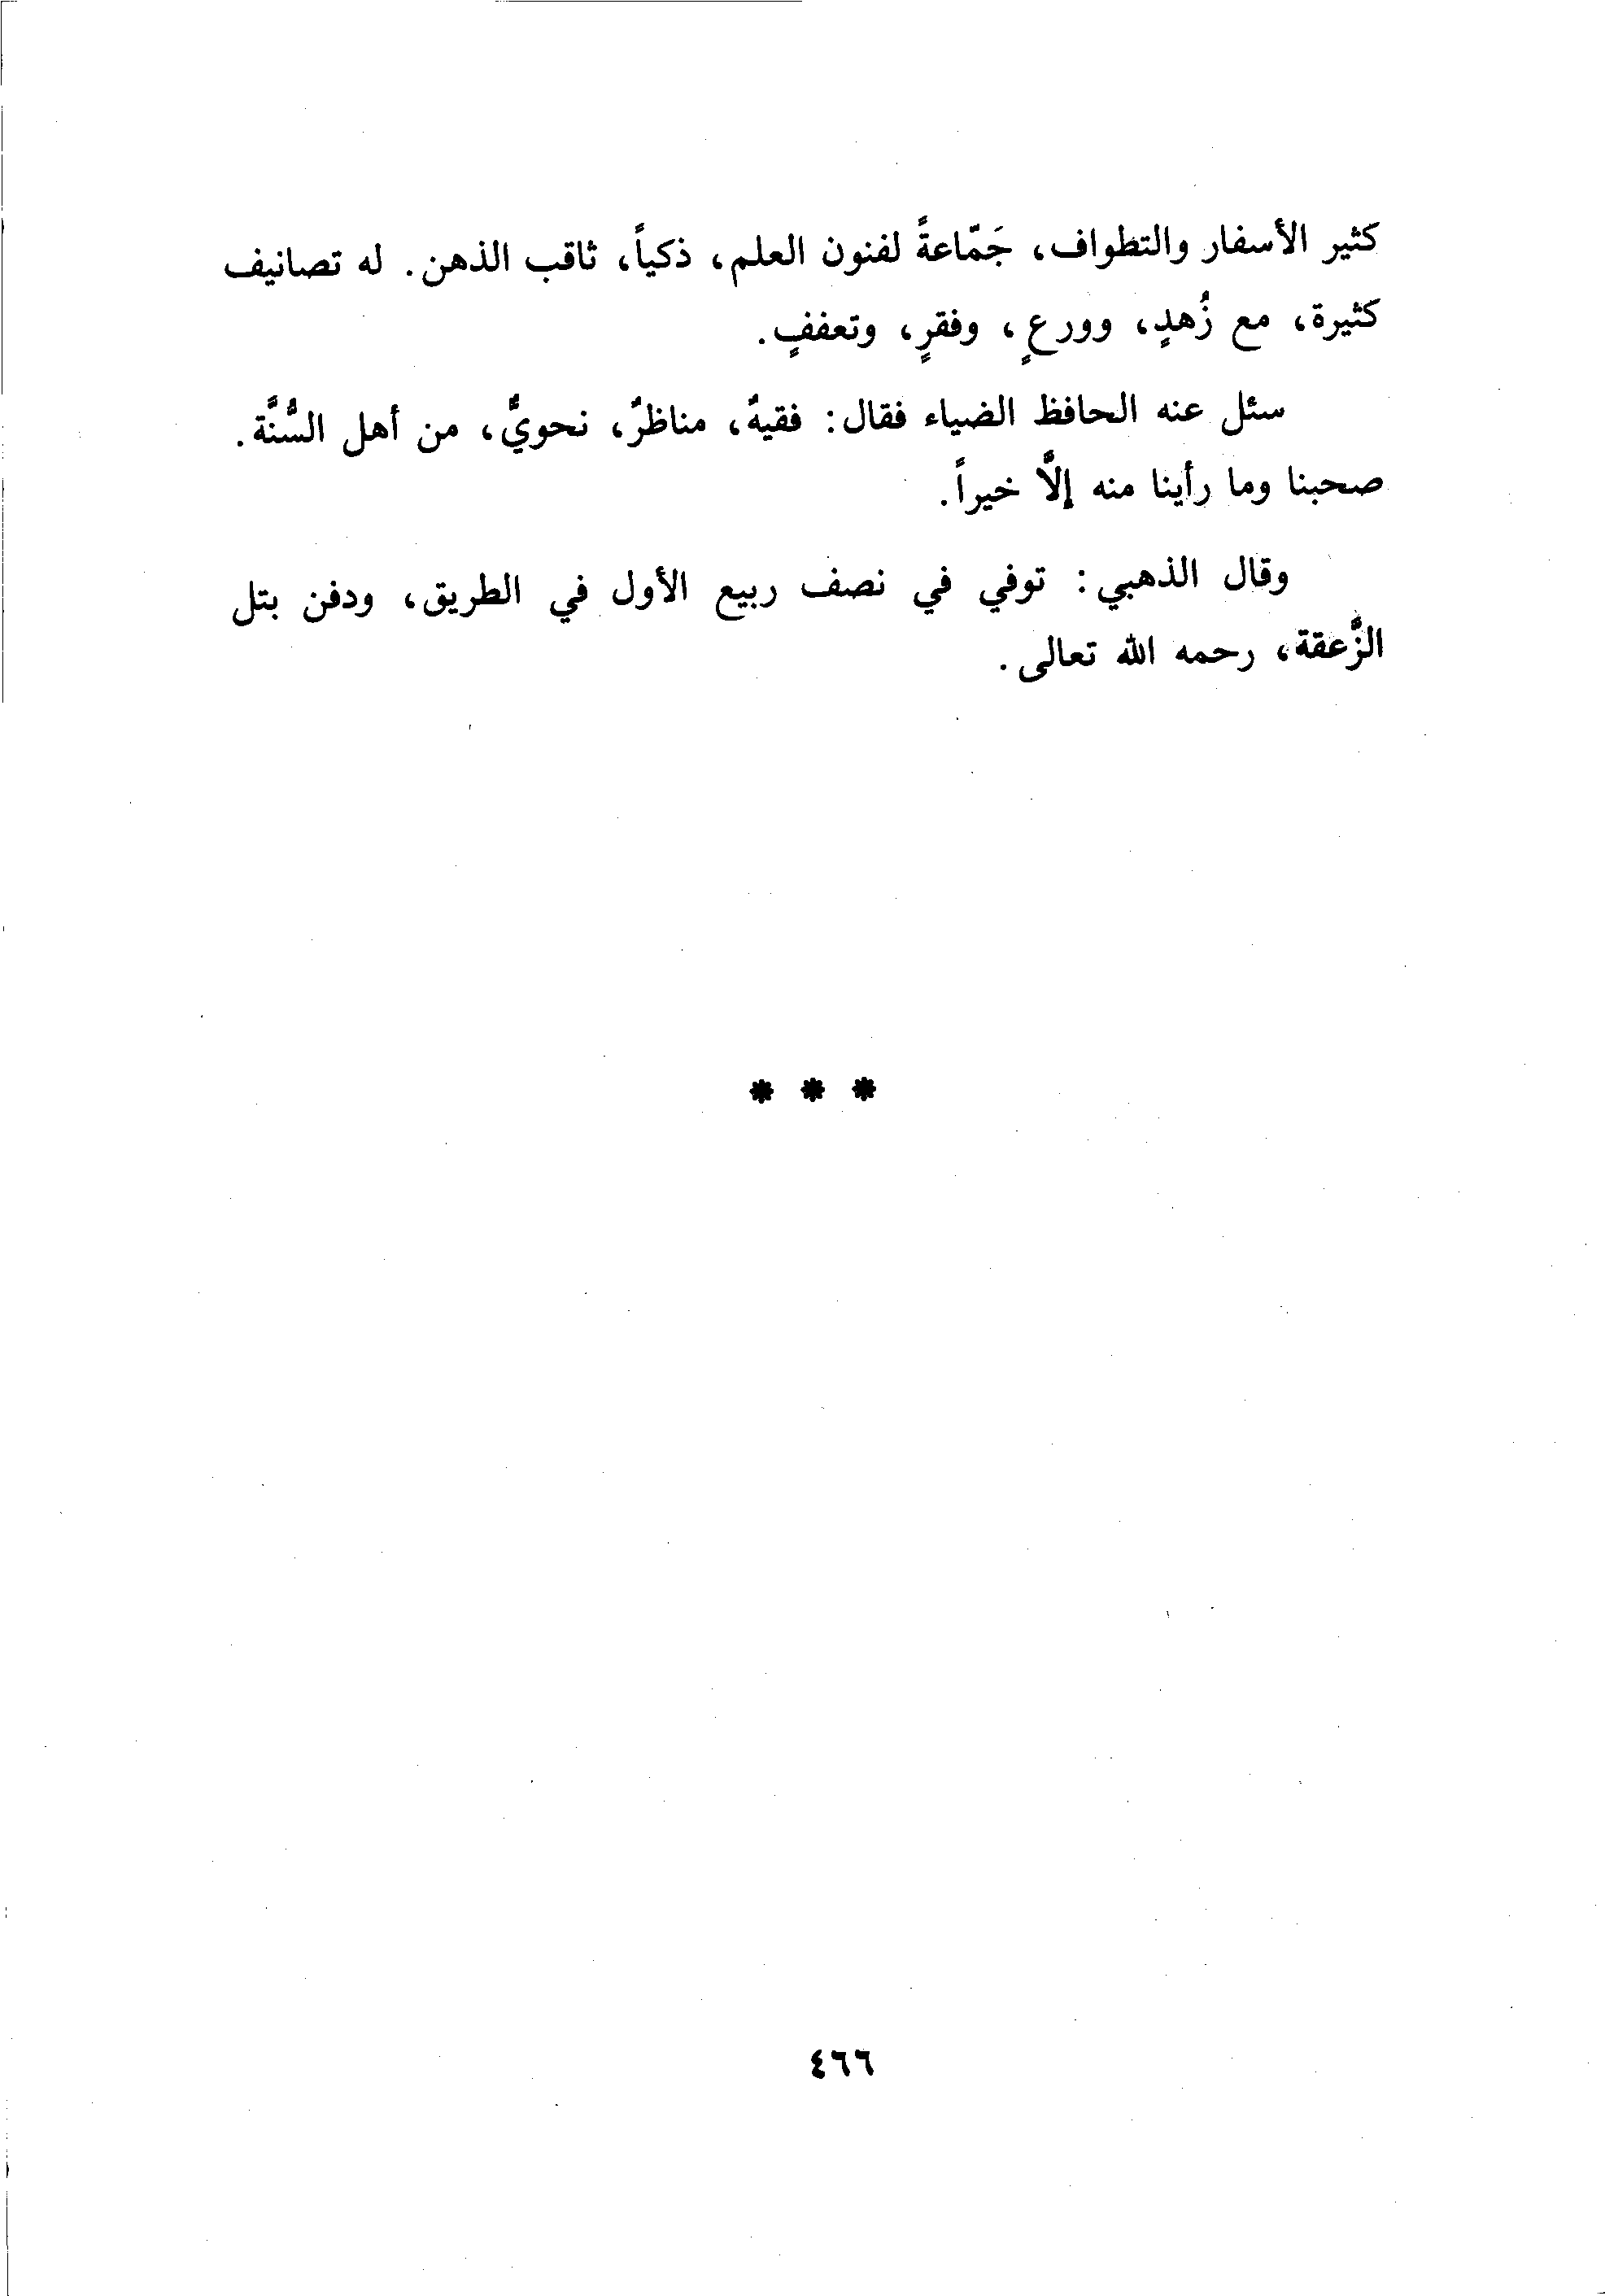 كثير الأسفار والتطواف، جَمّاعةً لفنون العلم، ذكياً، ثاقب الذهن. له تصانيف
كثيرة، مع زُهدٍ، وورعٍ، وفقرٍ، وتعففٍ.
سئل عنه الحافظ الضياء فقال: فقيهٌ، مناظرٌ، نحويٌّ، من أهل السُّنَّة.
صحبنا وما رأينا منه إلَّا خيراً.
وقال الذهبي: توفي في نصف ربيع الأول في الطريق، ودفن بتل
الزَّعقة، رحمه الله تعالى.
* * *
٤٦٦